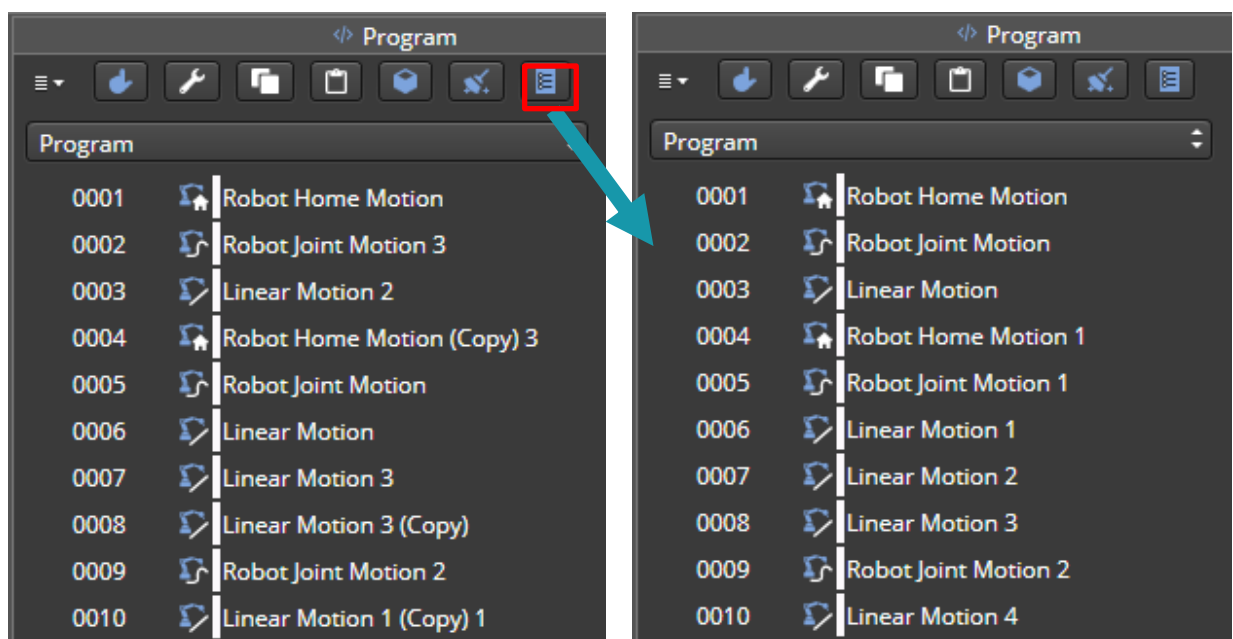 Program
Program
0001 Robot Home Motion
0002 Robot Joint Motion 3
0003 Linear Motion 2
0004 Robot Home Motion (Copy) 3
0005 Robot Joint Motion
0006 Linear Motion
0007 Linear Motion 3
0008 Linear Motion 3 (Copy)
0009 Robot Joint Motion 2
0010 Linear Motion 1 (Copy) 1
Program
Program
0001 Robot Home Motion
0002 Robot Joint Motion
0003 Linear Motion
0004 Robot Home Motion 1
0005 Robot Joint Motion 1
0006 Linear Motion 1
0007 Linear Motion 2
0008 Linear Motion 3
0009 Robot Joint Motion 2
0010 Linear Motion 4